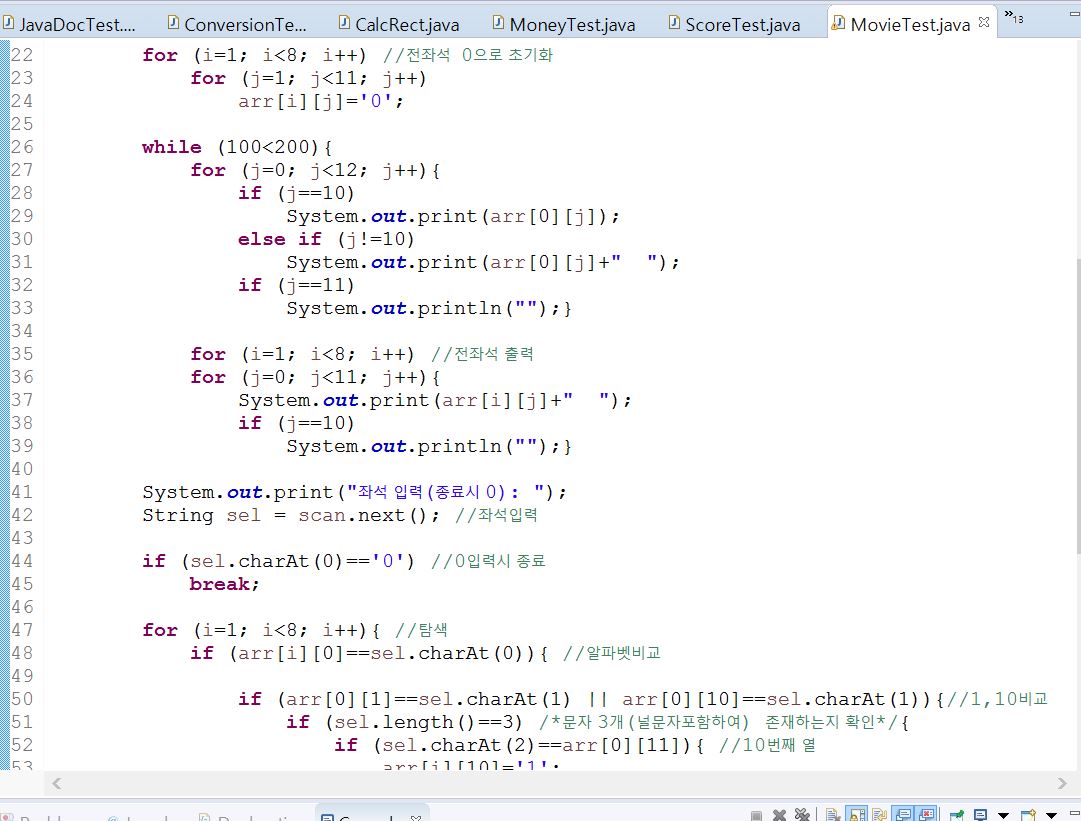 JavaDocTest.... ConversionTe... CalcRect.java MoneyTest.java ScoreTest.java MovieTest.java »13
22 for (i=1; i<8; i++) //전좌석 0으로 초기화
23 for (j=1; j<11; j++)
24 arr[i][j]='0';
25
26 while (100<200){
27 for (j=0; j<12; j++){
28 if (j==10)
29 System.out.print(arr[0][j]);
30 else if (j!=10)
31 System.out.print(arr[0][j]+"  ");
32 if (j==11)
33 System.out.println("");}
34
35 for (i=1; i<8; i++) //전좌석 출력
36 for (j=0; j<11; j++){
37 System.out.print(arr[i][j]+"  ");
38 if (j==10)
39 System.out.println("");}
40
41 System.out.print("좌석 입력(종료시 0): ");
42 String sel = scan.next(); //좌석입력
43
44 if (sel.charAt(0)=='0') //0입력시 종료
45 break;
46
47 for (i=1; i<8; i++){ //탐색
48 if (arr[i][0]==sel.charAt(0)){ //알파벳비교
49
50 if (arr[0][1]==sel.charAt(1) || arr[0][10]==sel.charAt(1)){//1,10비교
51 if (sel.length()==3) /*문자 3개(널문자포함하여) 존재하는지 확인*/{
52 if (sel.charAt(2)==arr[0][11]){ //10번째 열
53 arr[i][10]='1';